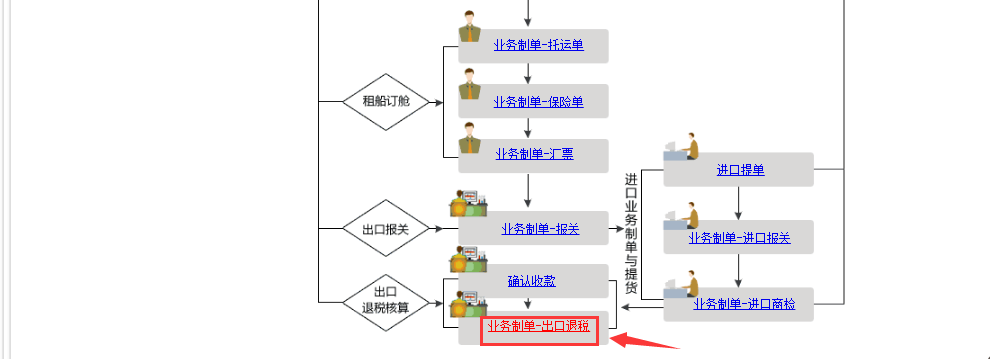 业务制单-托运单
租船订舱
业务制单-保险单
业务制单-汇票
出口报关
业务制单-报关
出口
退税核算
确认收款
业务制单-出口退税
进口业务制单与提货
进口提单
业务制单-进口报关
业务制单-进口商检